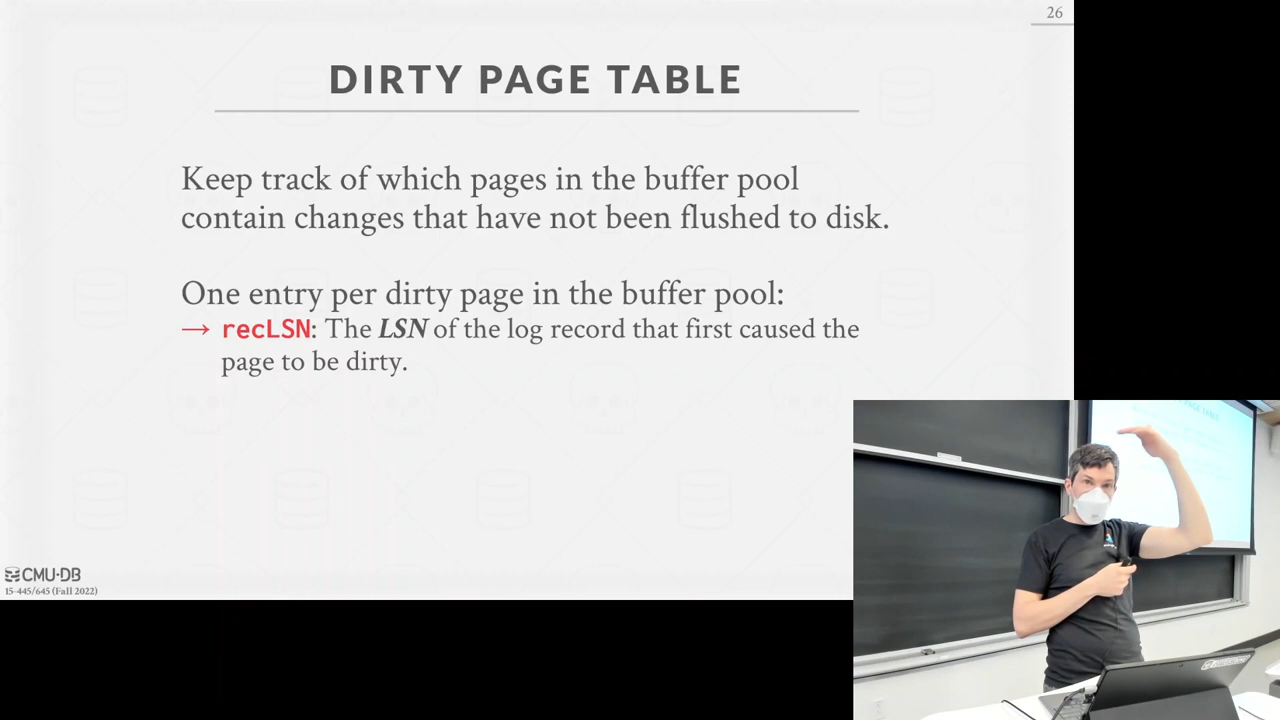 26
DIRTY PAGE TABLE
Keep track of which pages in the buffer pool
contain changes that have not been flushed to disk.
One entry per dirty page in the buffer pool:
→ recLSN: The LSN of the log record that first caused the
page to be dirty.
CMU·DB
15-445/645 (Fall 2022)